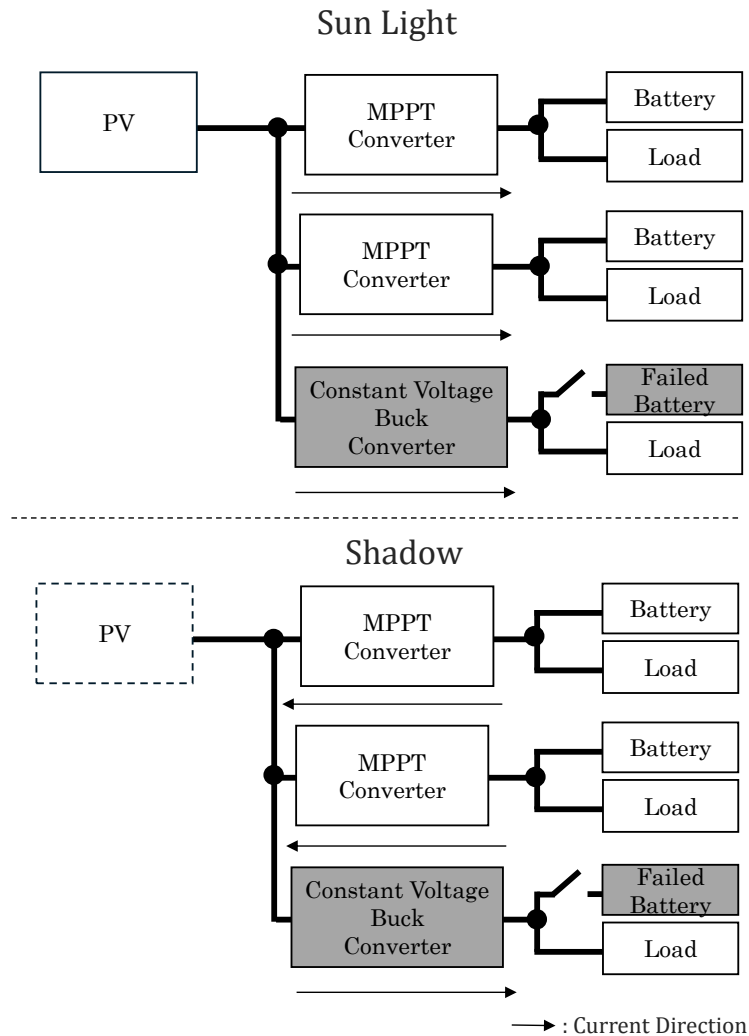 Sun Light
PV
MPPT
Converter
Battery
Load
MPPT
Converter
Battery
Load
Constant Voltage
Buck
Converter
Failed
Battery
Load
Shadow
PV
MPPT
Converter
Battery
Load
MPPT
Converter
Battery
Load
Constant Voltage
Buck
Converter
Failed
Battery
Load
: Current Direction